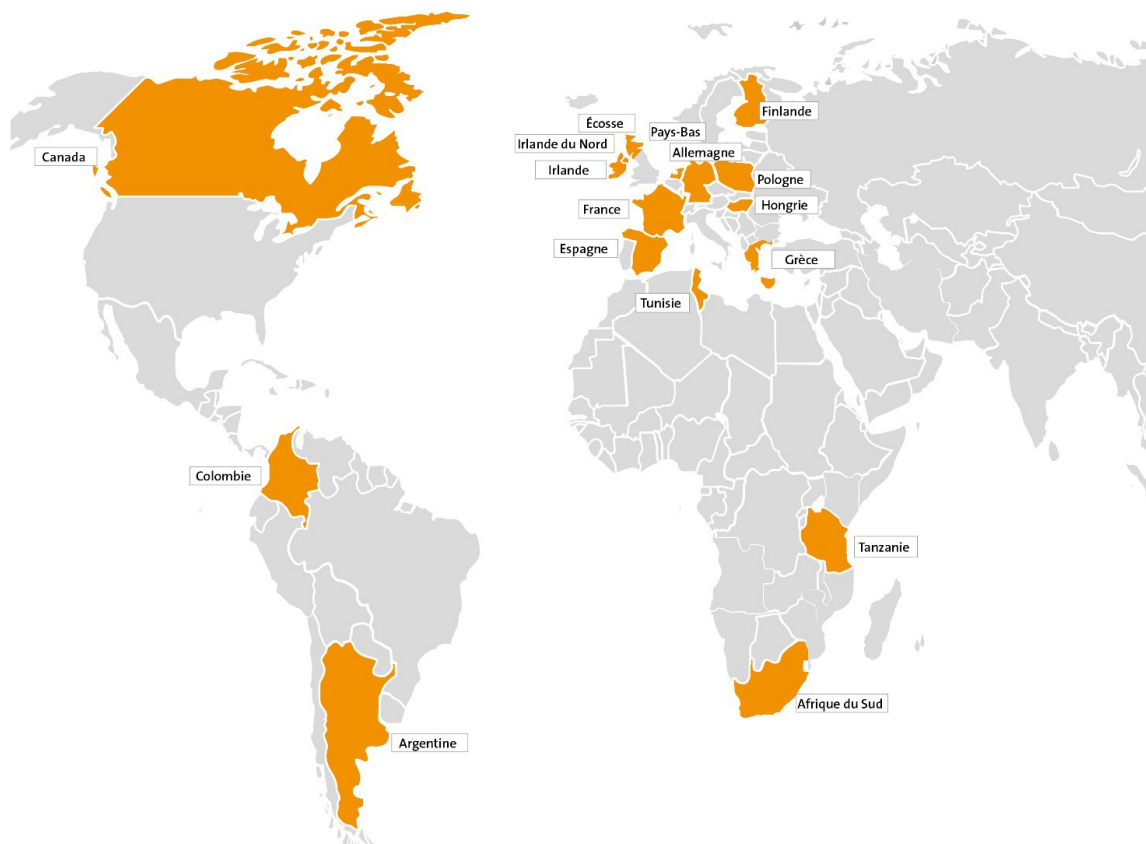 Finlande
Écosse
Pays-Bas
Irlande du Nord
Allemagne
Canada
Irlande
Pologne
France
Hongrie
Espagne
Grèce
Tunisie
Colombie
Tanzanie
Afrique du Sud
Argentine